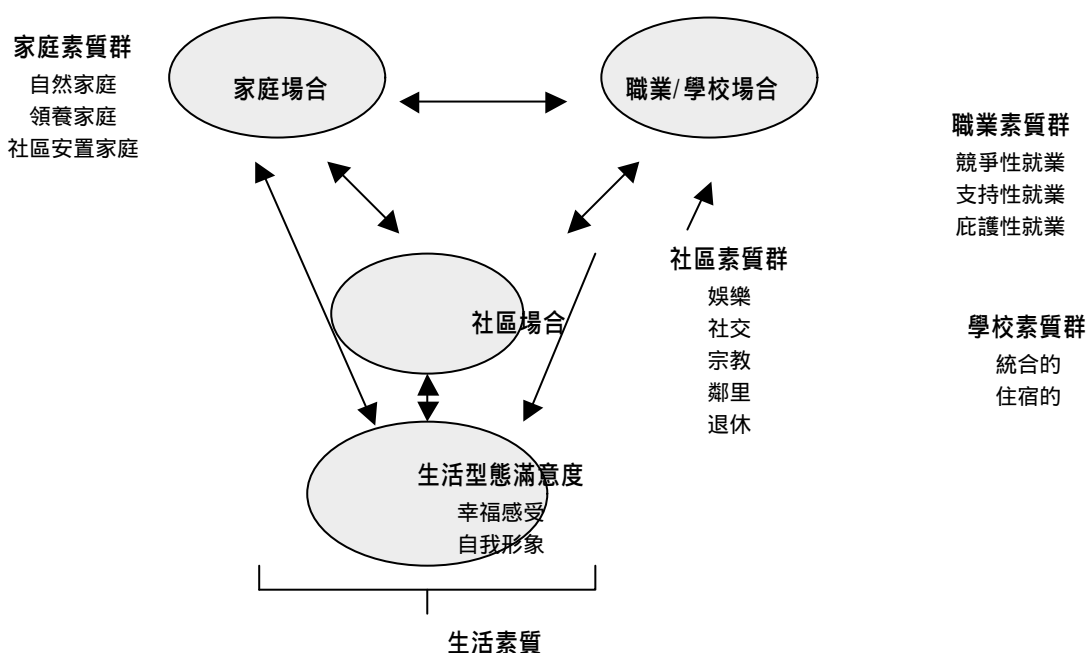 家庭素質群
自然家庭
領養家庭
社區安置家庭
家庭場合
職業/學校場合
職業素質群
競爭性就業
支持性就業
庇護性就業
社區場合
社區素質群
娛樂
社交
宗教
鄰里
退休
學校素質群
統合的
住宿的
生活型態滿意度
幸福感受
自我形象
生活素質